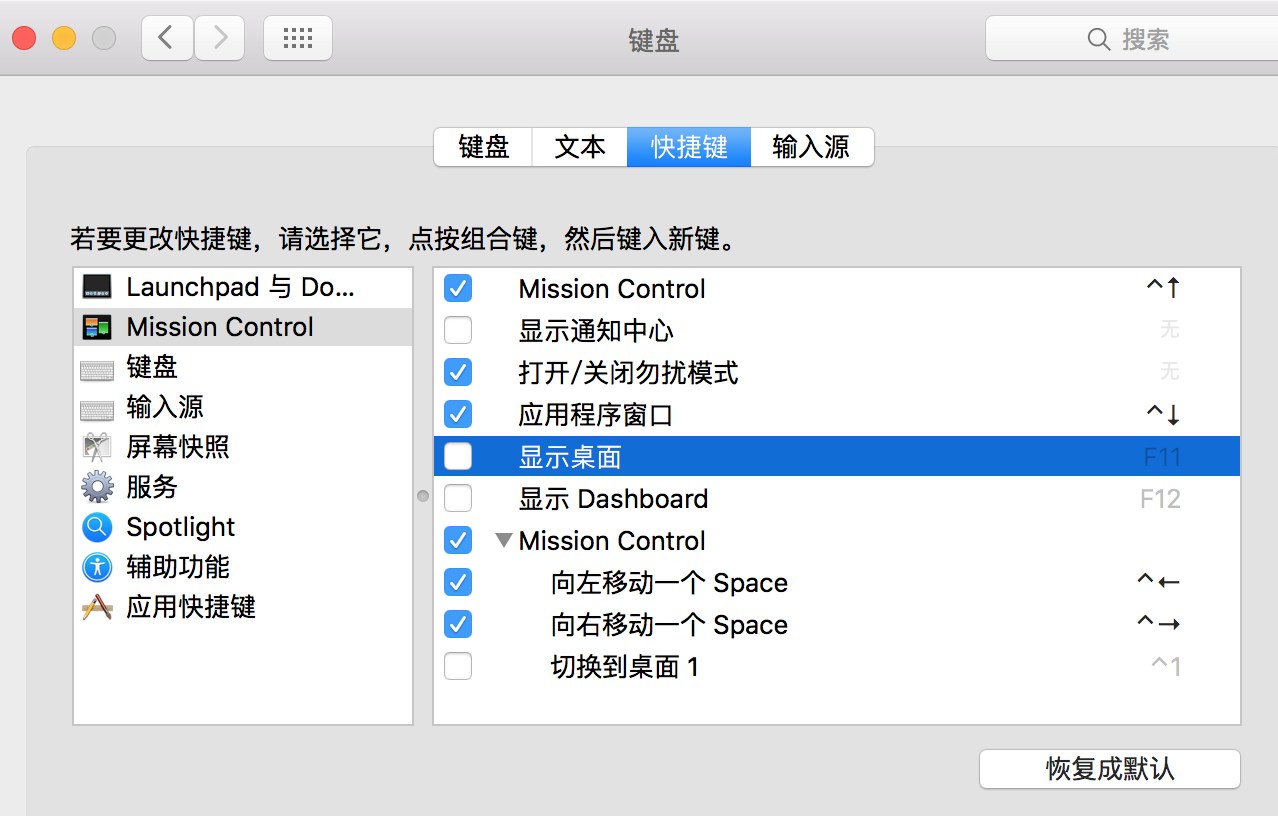 键盘
搜索
键盘 文本 快捷键 输入源
若要更改快捷键，请选择它，点按组合键，然后键入新键。
Launchpad 与 Do...
Mission Control
键盘
输入源
屏幕快照
服务
Spotlight
辅助功能
应用快捷键
Mission Control ^↑
显示通知中心 无
打开/关闭勿扰模式 无
应用程序窗口 ^↓
显示桌面 F11
显示 Dashboard F12
Mission Control
向左移动一个 Space ^←
向右移动一个 Space ^→
切换到桌面 1 ^1
恢复成默认